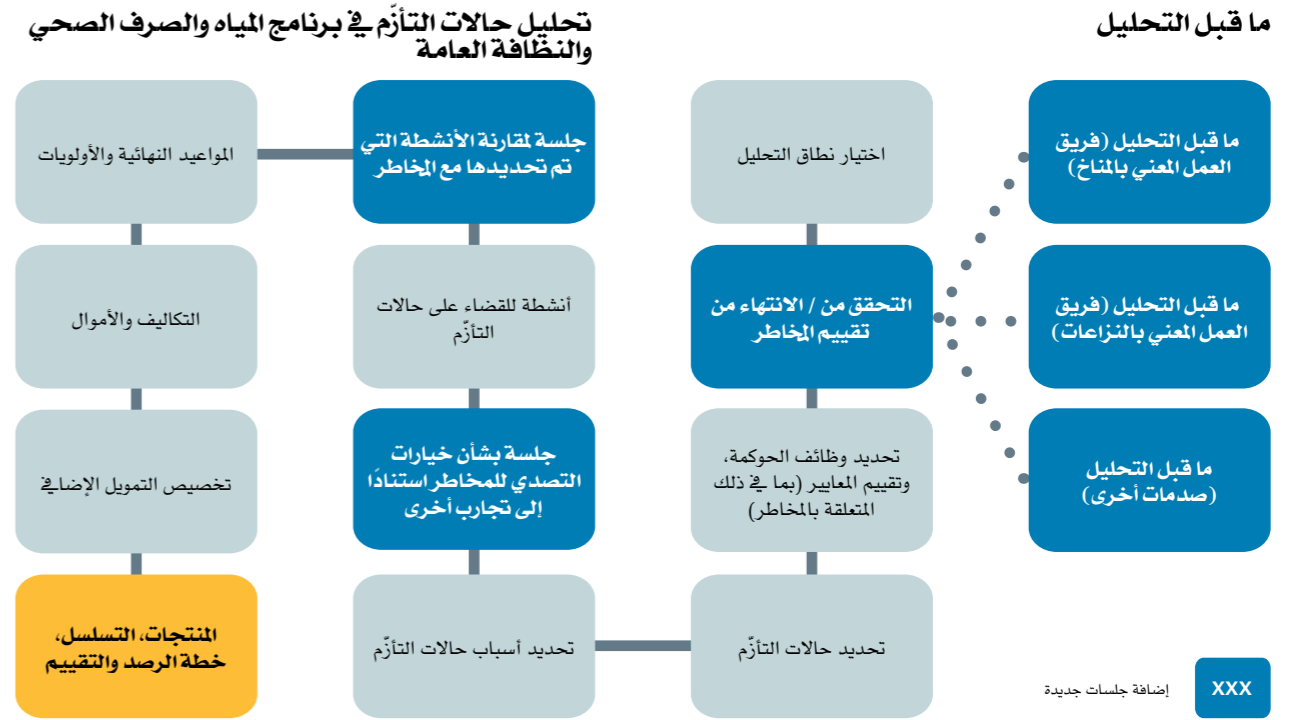 ما قبل التحليل
تحليل حالات التأزّم في برنامج المياه والصرف الصحي
والنظافة العامة
ما قبل التحليل (فريق
العمل المعني بالمناخ)
ما قبل التحليل (فريق
العمل المعني بالنزاعات)
ما قبل التحليل
(صدمات أخرى)
اختيار نطاق التحليل
التحقق من / الانتهاء من
تقييم المخاطر
تحديد وظائف الحوكمة،
وتقييم المعايير (بما في ذلك
المتعلقة بالمخاطر)
تحديد حالات التأزّم
تحديد أسباب حالات التأزّم
جلسة بشأن خيارات
التصدي للمخاطر استنادًا
إلى تجارب أخرى
أنشطة للقضاء على حالات
التأزّم
جلسة لمقارنة الأنشطة التي
تم تحديدها مع المخاطر
المواعيد النهائية والأولويات
التكاليف والأموال
تخصيص التمويل الإضافي
المنتجات، التسلسل،
خطة الرصد والتقييم
XXX
إضافة جلسات جديدة